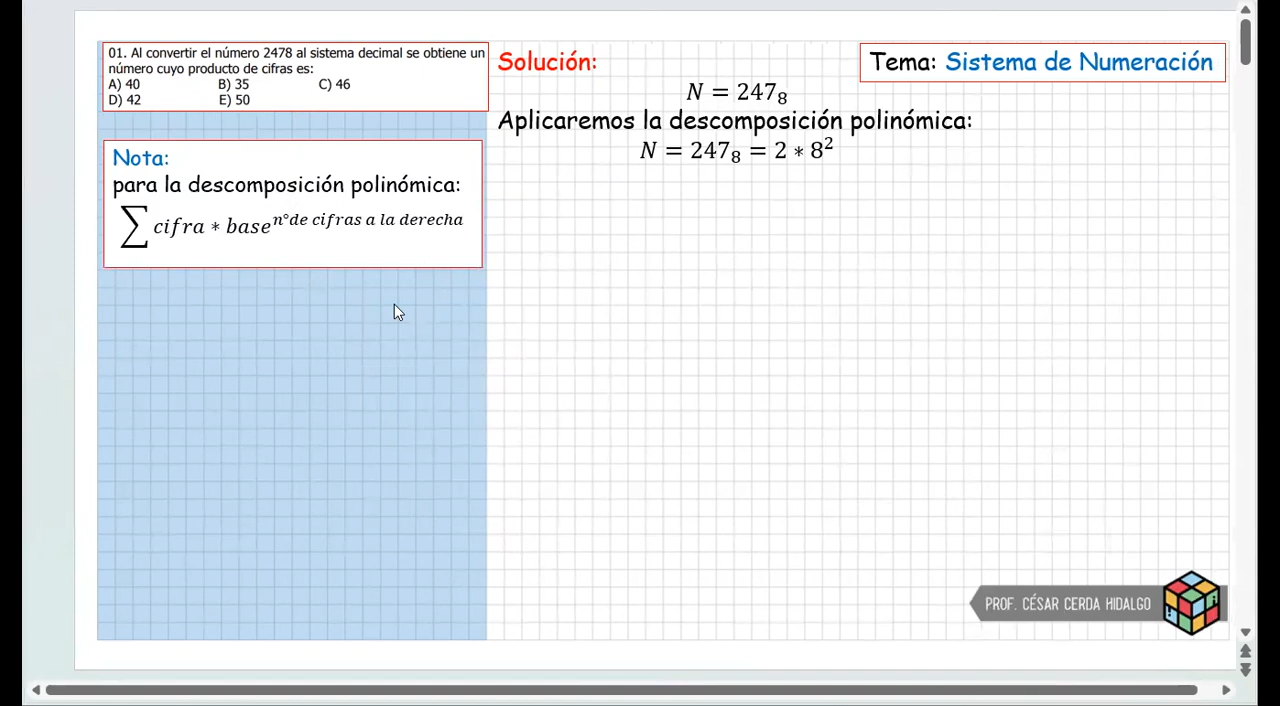 01. Al convertir el número 2478 al sistema decimal se obtiene un
número cuyo producto de cifras es:
A) 40 B) 35 C) 46
D) 42 E) 50
Nota:
para la descomposición polinómica:
∑ cifra ∗ base^{n°de cifras a la derecha}
Solución:
N = 247₈
Aplicaremos la descomposición polinómica:
N = 247₈ = 2 ∗ 8²
Tema: Sistema de Numeración
PROF. CÉSAR CERDA HIDALGO